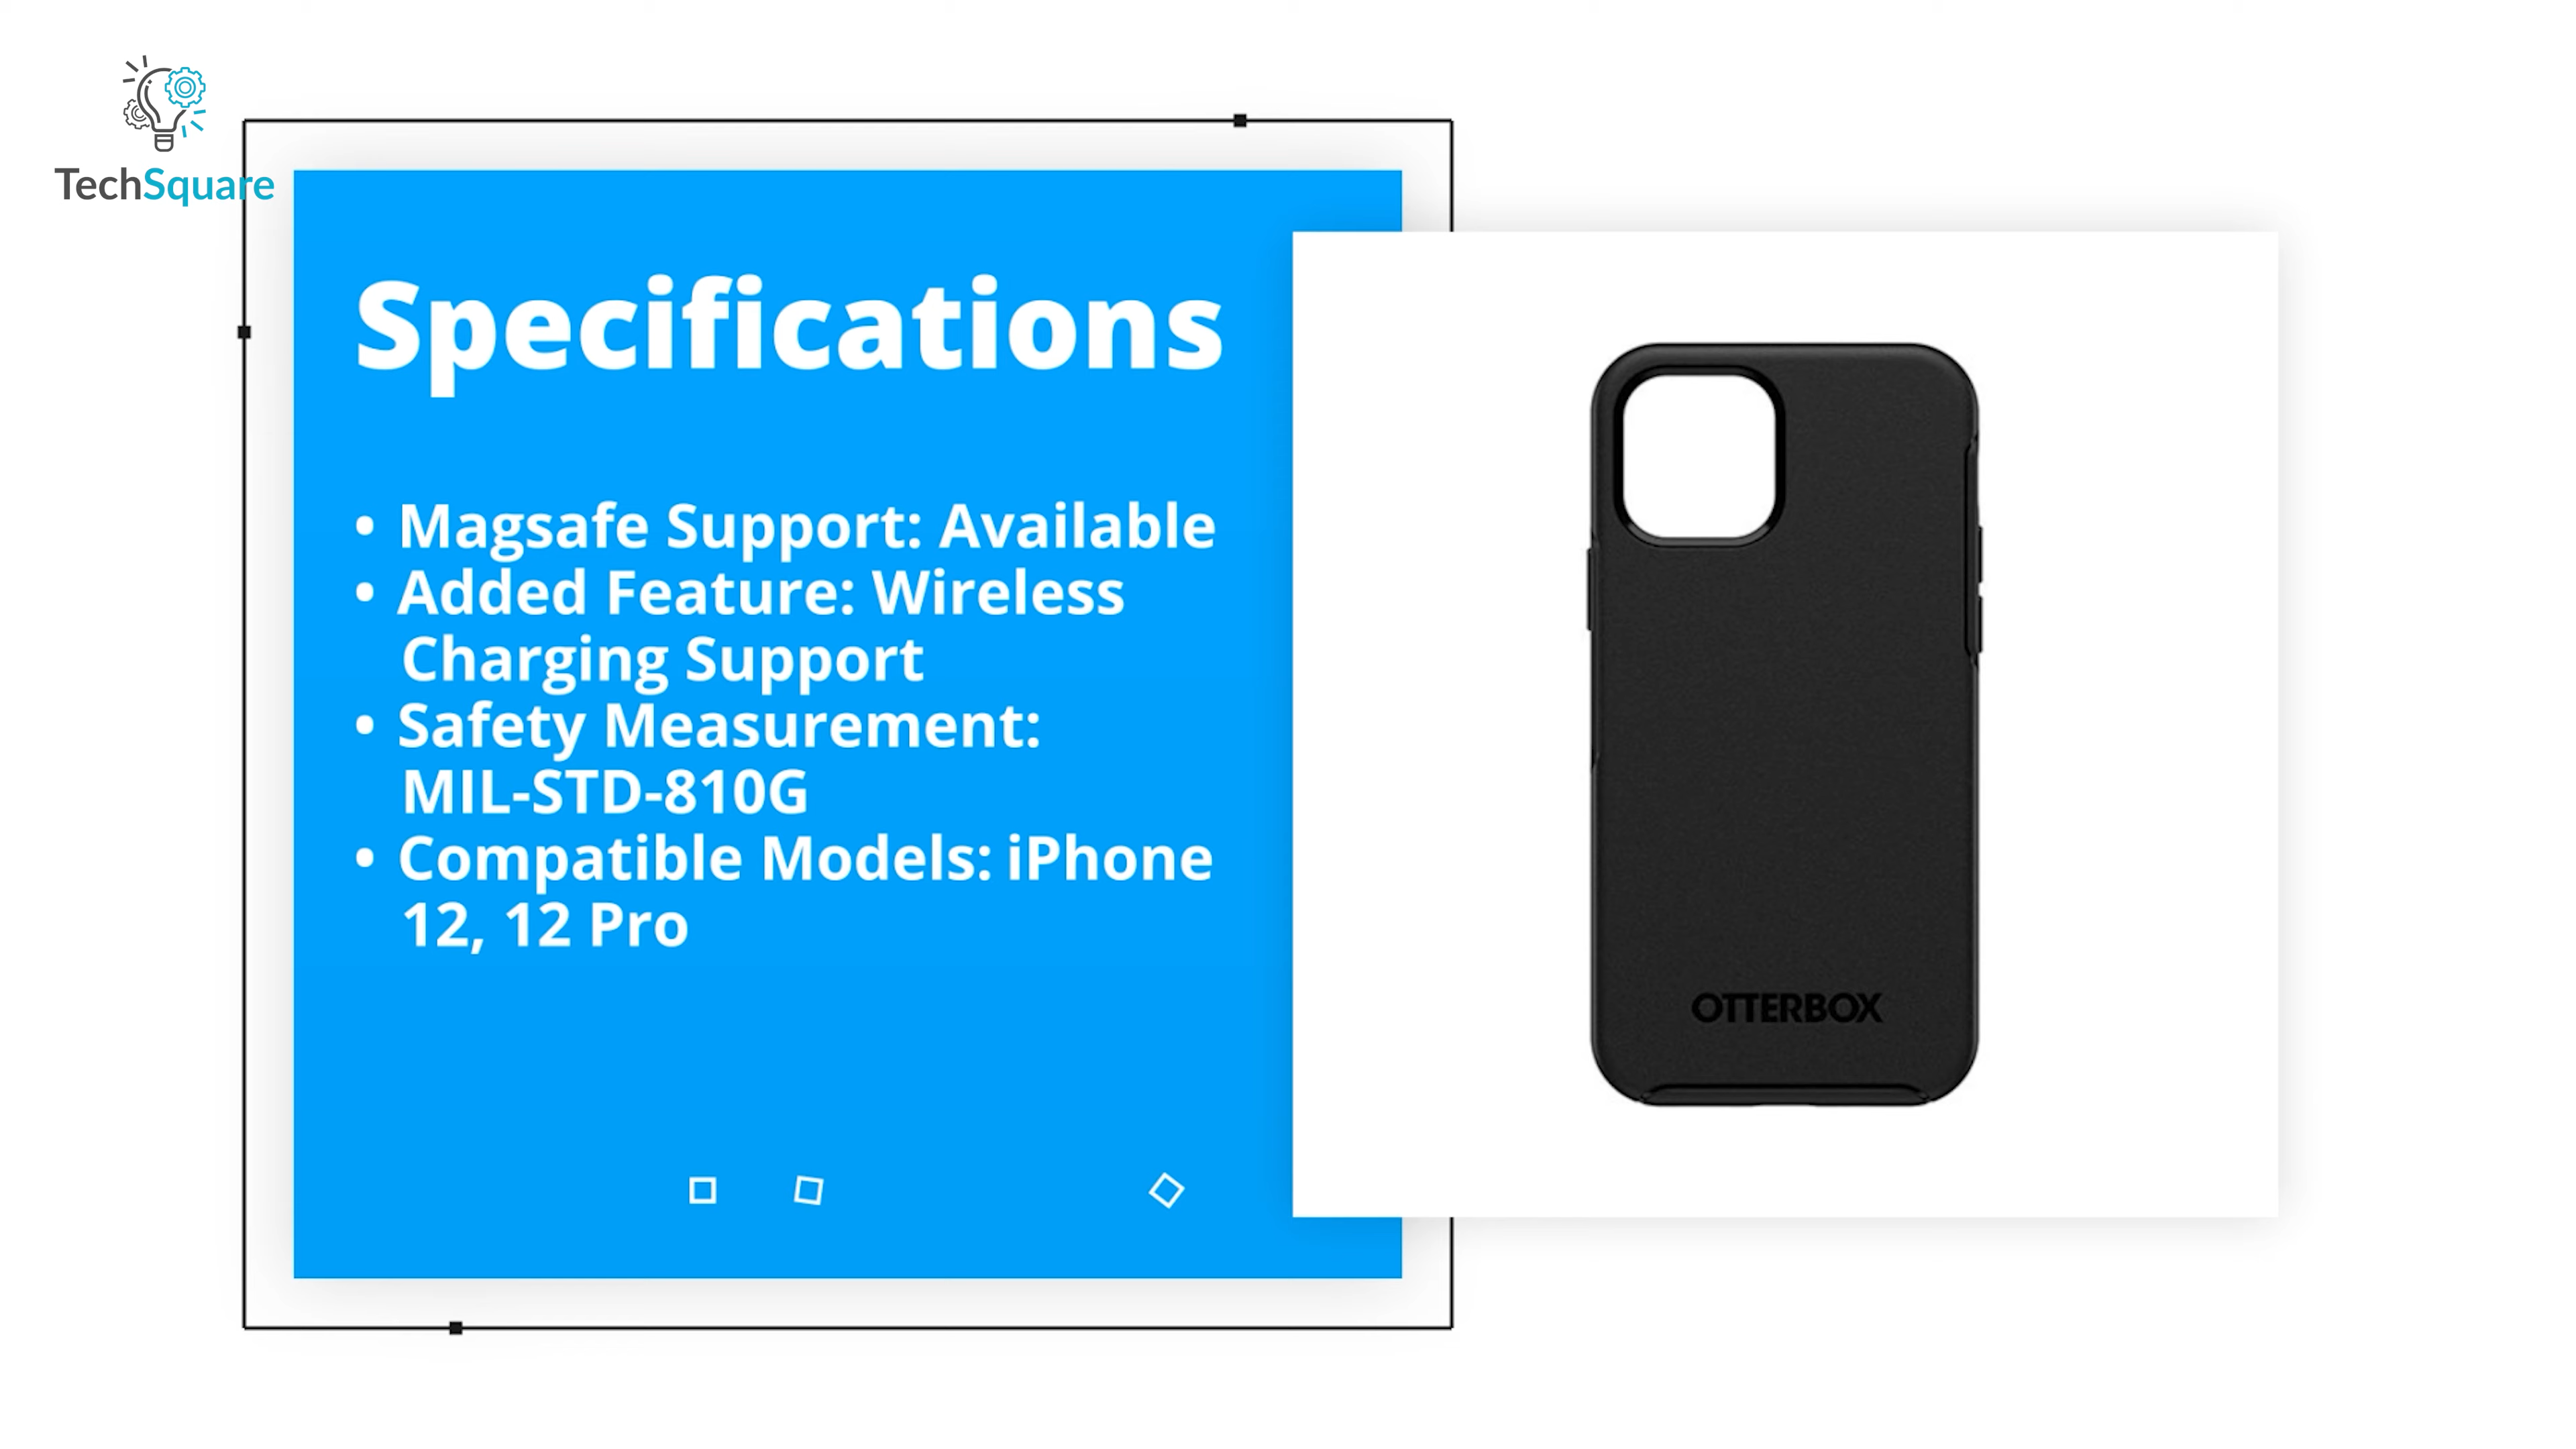 TechSquare
Specifications
• Magsafe Support: Available
• Added Feature: Wireless
Charging Support
• Safety Measurement:
MIL-STD-810G
• Compatible Models: iPhone
12, 12 Pro
OTTERBOX